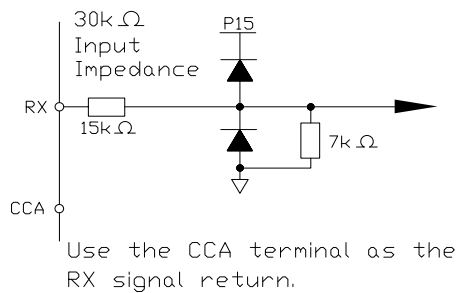 30kΩ
Input
Impedance
P15
RX
15kΩ
7kΩ
CCA
Use the CCA terminal as the
RX signal return.